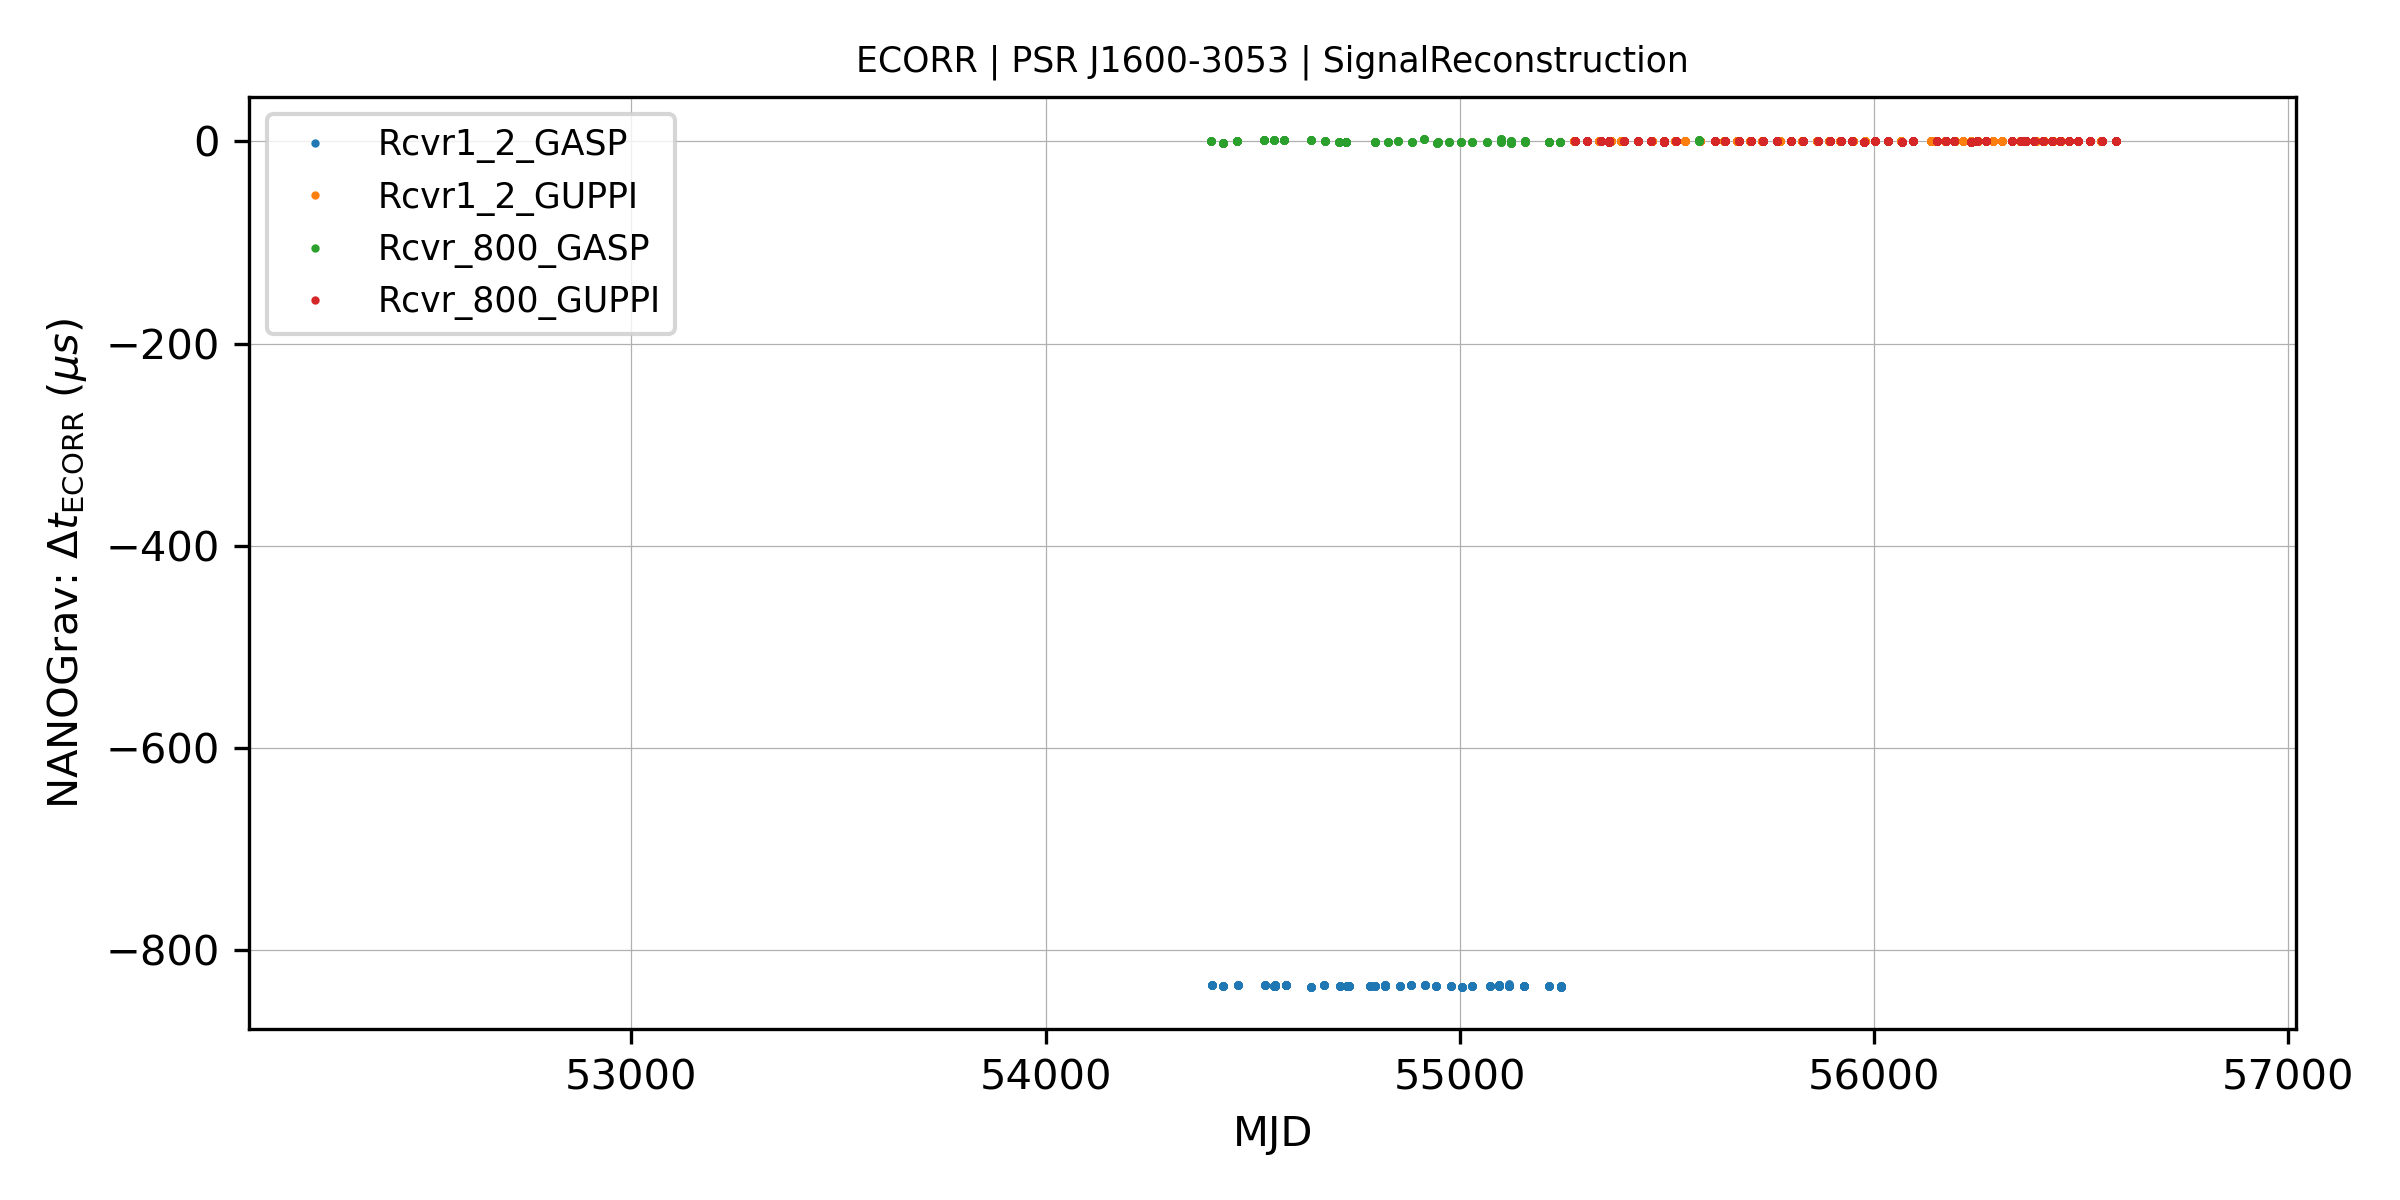 ECORR | PSR J1600-3053 | SignalReconstruction
Rcvr1_2_GASP
Rcvr1_2_GUPPI
Rcvr_800_GASP
Rcvr_800_GUPPI
NANOGrav: Δt_ECORR (μs)
0
−200
−400
−600
−800
53000 54000 55000 56000 57000
MJD